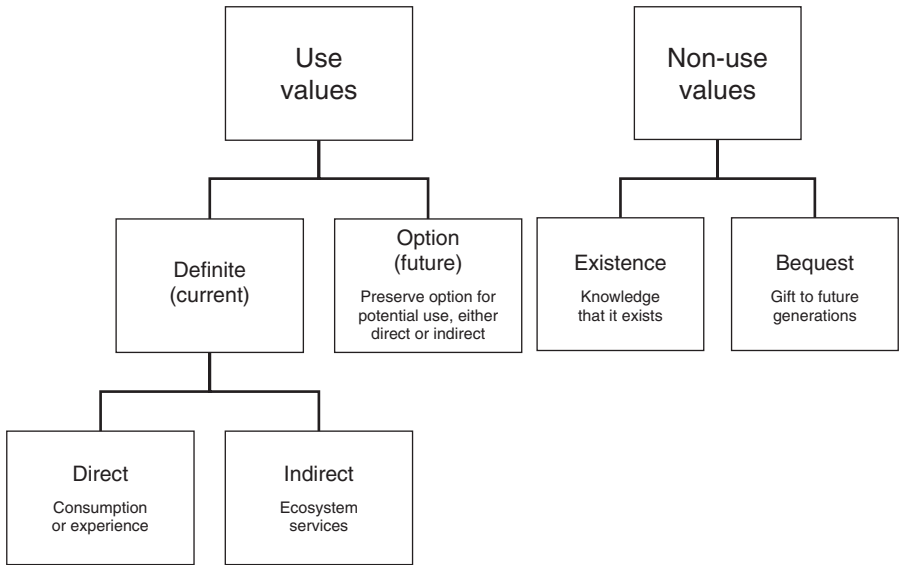 Use
values
Non-use
values
Definite
(current)
Option
(future)
Preserve option for
potential use, either
direct or indirect
Existence
Knowledge
that it exists
Bequest
Gift to future
generations
Direct
Consumption
or experience
Indirect
Ecosystem
services